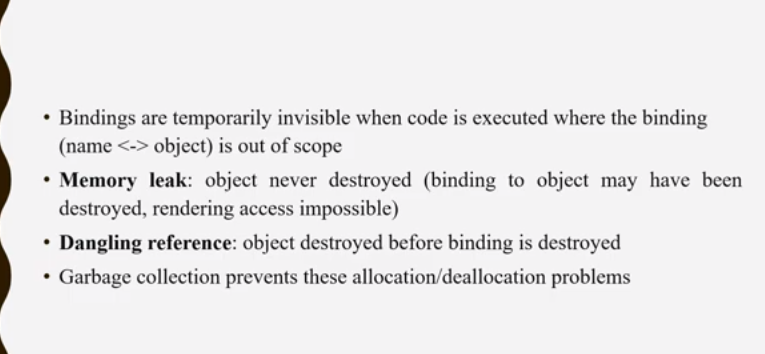 • Bindings are temporarily invisible when code is executed where the binding
(name <-> object) is out of scope
• Memory leak: object never destroyed (binding to object may have been
destroyed, rendering access impossible)
• Dangling reference: object destroyed before binding is destroyed
• Garbage collection prevents these allocation/deallocation problems